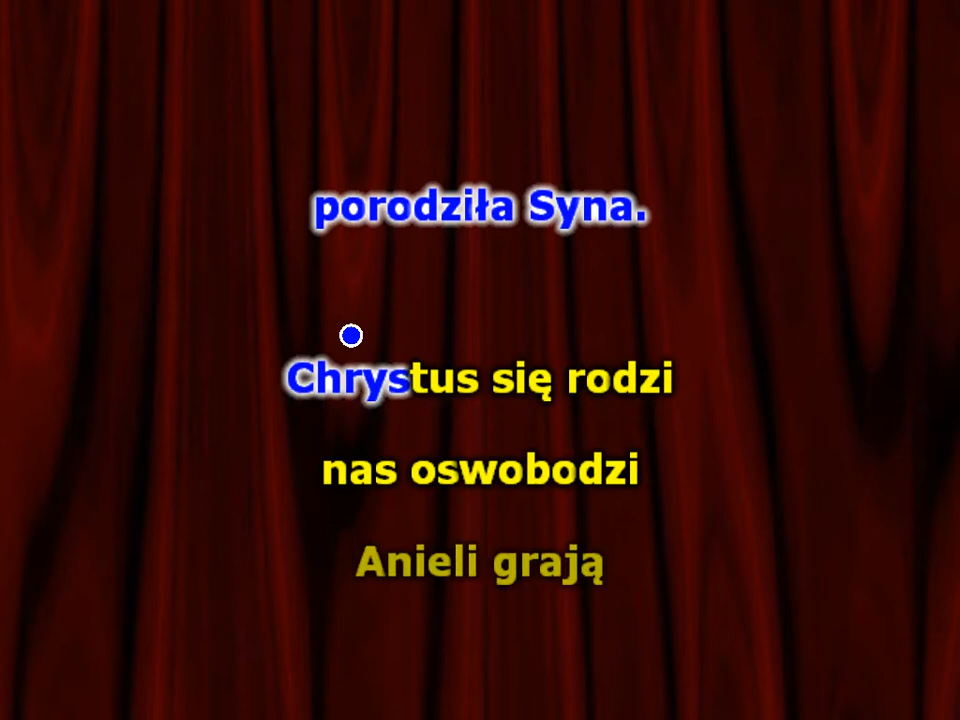 porodziła Syna.
Chrystus się rodzi
nas oswobodzi
Anieli grają